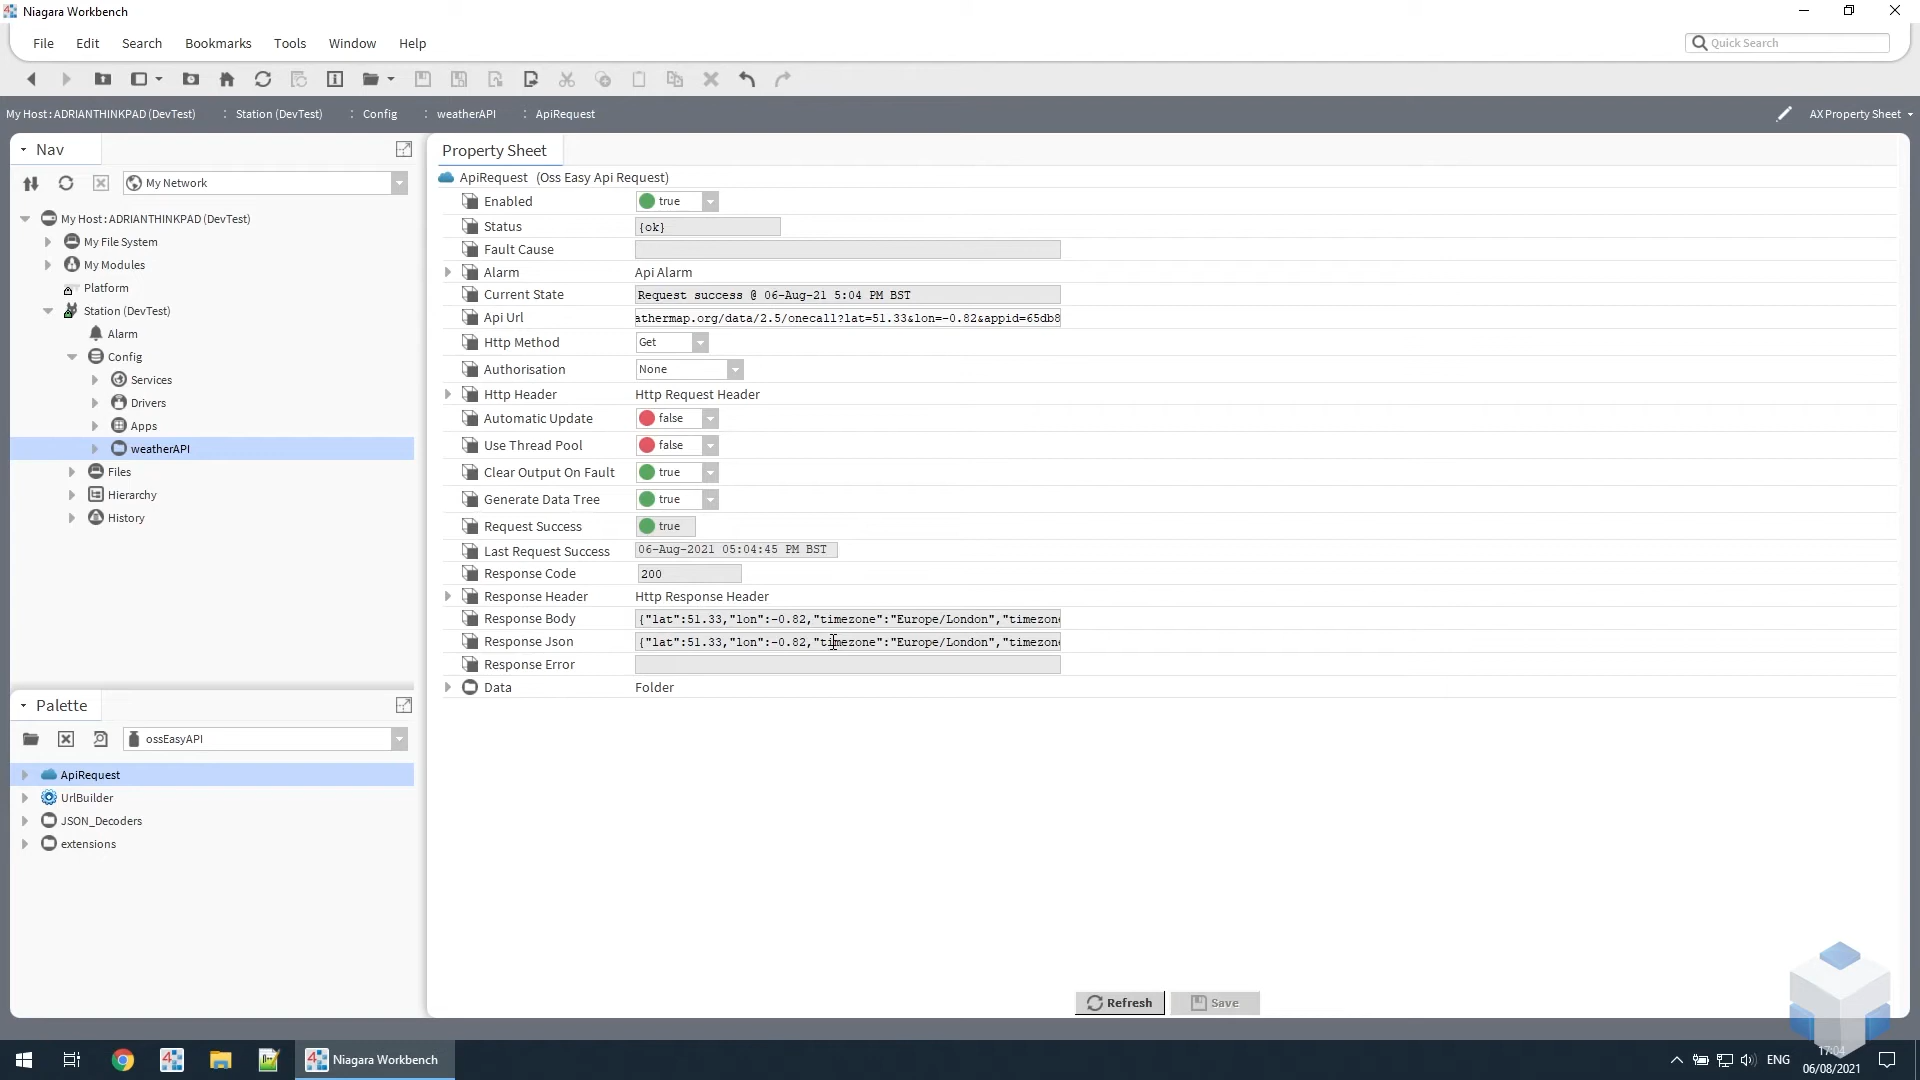 Niagara Workbench
File Edit Search Bookmarks Tools Window Help
Quick Search
My Host : ADRIANTHINKPAD (DevTest) : Station (DevTest) : Config : weatherAPI : ApiRequest
AX Property Sheet
Nav
My Network
My Host : ADRIANTHINKPAD (DevTest)
My File System
My Modules
Platform
Station (DevTest)
Alarm
Config
Services
Drivers
Apps
weatherAPI
Files
Hierarchy
History
Palette
ossEasyAPI
ApiRequest
UrlBuilder
JSON_Decoders
extensions
Property Sheet
ApiRequest (Oss Easy Api Request)
Enabled true
Status {ok}
Fault Cause
Alarm Api Alarm
Current State Request success @ 06-Aug-21 5:04 PM BST
Api Url athermap.org/data/2.5/onecall?lat=51.33&lon=-0.82&appid=65db8
Http Method Get
Authorisation None
Http Header Http Request Header
Automatic Update false
Use Thread Pool false
Clear Output On Fault true
Generate Data Tree true
Request Success true
Last Request Success 06-Aug-2021 05:04:45 PM BST
Response Code 200
Response Header Http Response Header
Response Body {"lat":51.33,"lon":-0.82,"timezone":"Europe/London","timezone
Response Json {"lat":51.33,"lon":-0.82,"timezone":"Europe/London","timezone
Response Error
Data Folder
Refresh Save
Niagara Workbench
ENG
17:04
06/08/2021